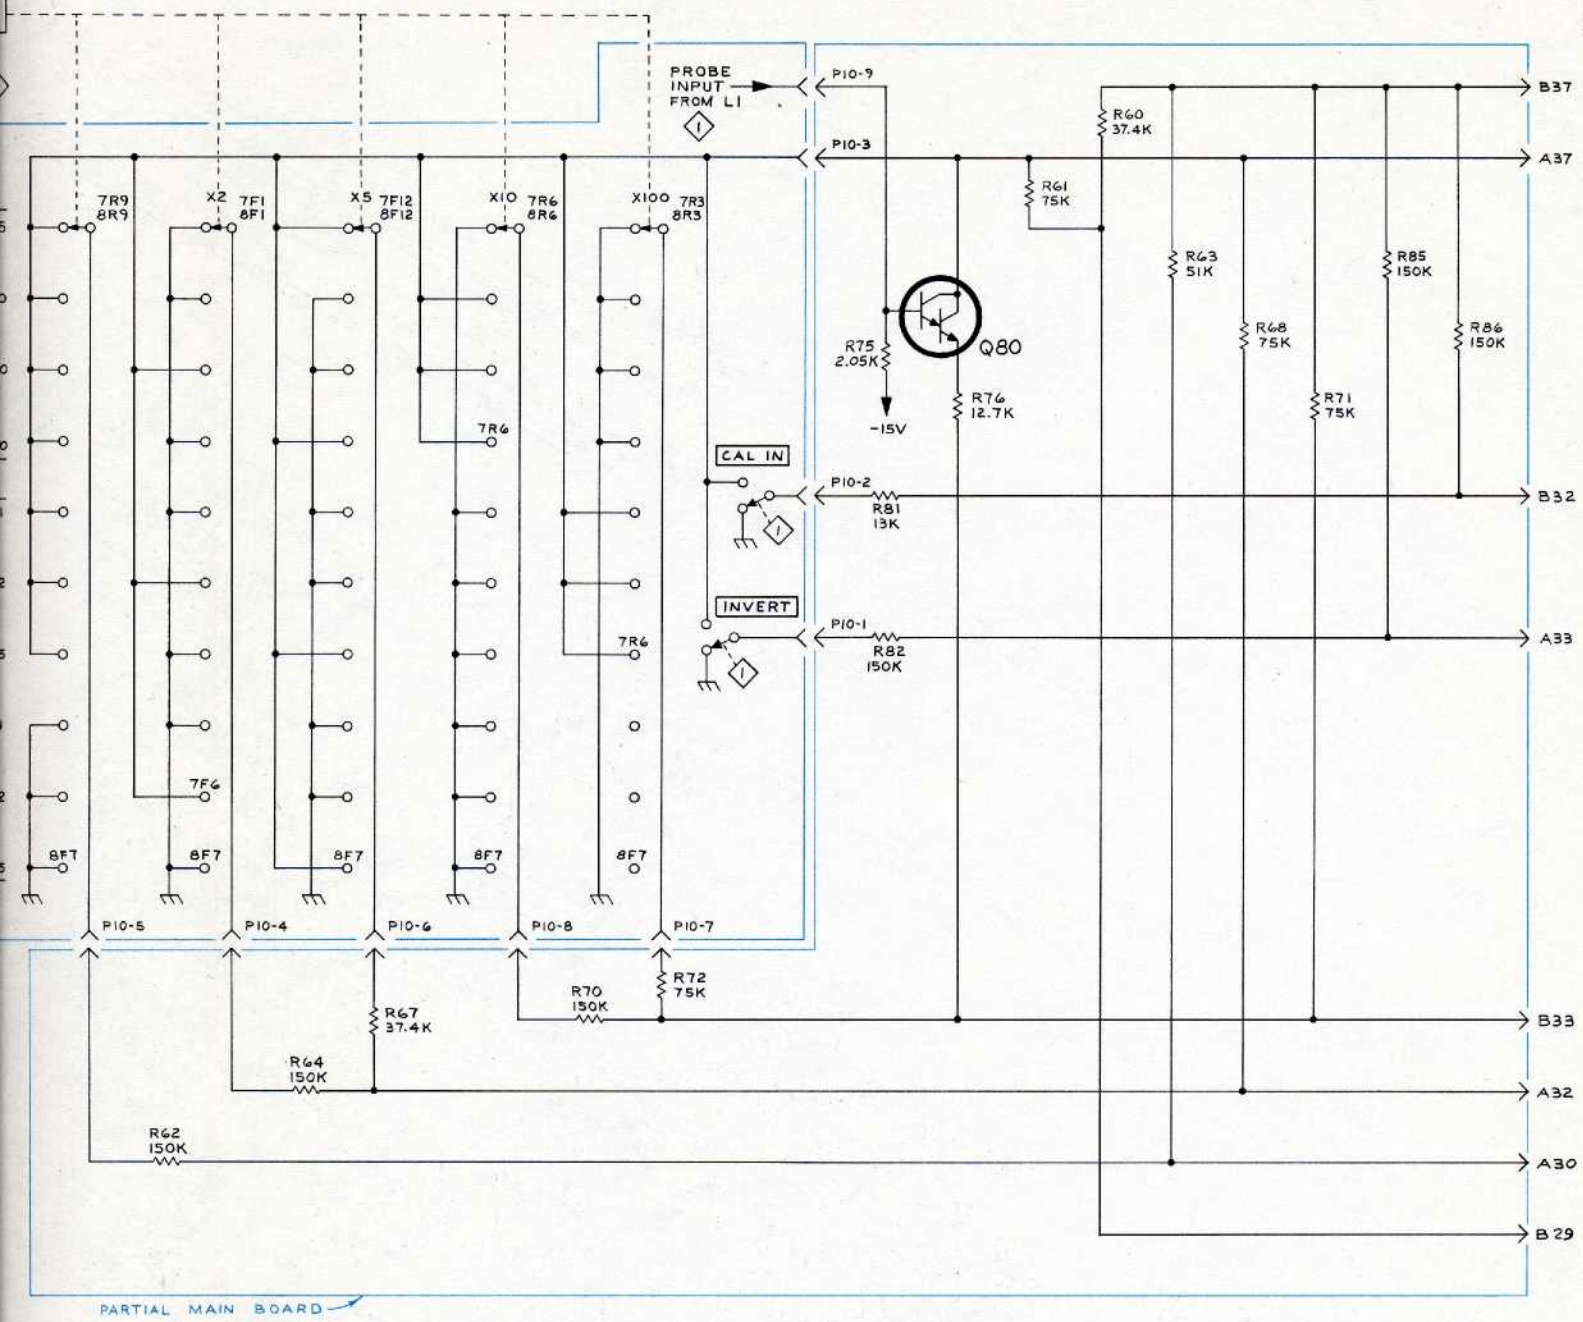 PROBE
INPUT
FROM L1
1
P10-9
B37
R60
37.4K
P10-3
A37
R61
75K
7R9
8R9
X2
7F1
8F1
X5
7F12
8F12
X10
7R6
8R6
X100
7R3
8R3
R63
51K
R85
150K
R68
75K
R86
150K
R75
2.05K
Q80
-15V
R76
12.7K
R71
75K
7R6
CAL IN
P10-2
R81
13K
B32
1
INVERT
P10-1
R82
150K
A33
7R6
1
7F6
8F7
8F7
8F7
8F7
8F7
P10-5
P10-4
P10-6
P10-8
P10-7
R72
75K
R70
150K
R67
37.4K
B33
R64
150K
A32
R62
150K
A30
B29
PARTIAL MAIN BOARD